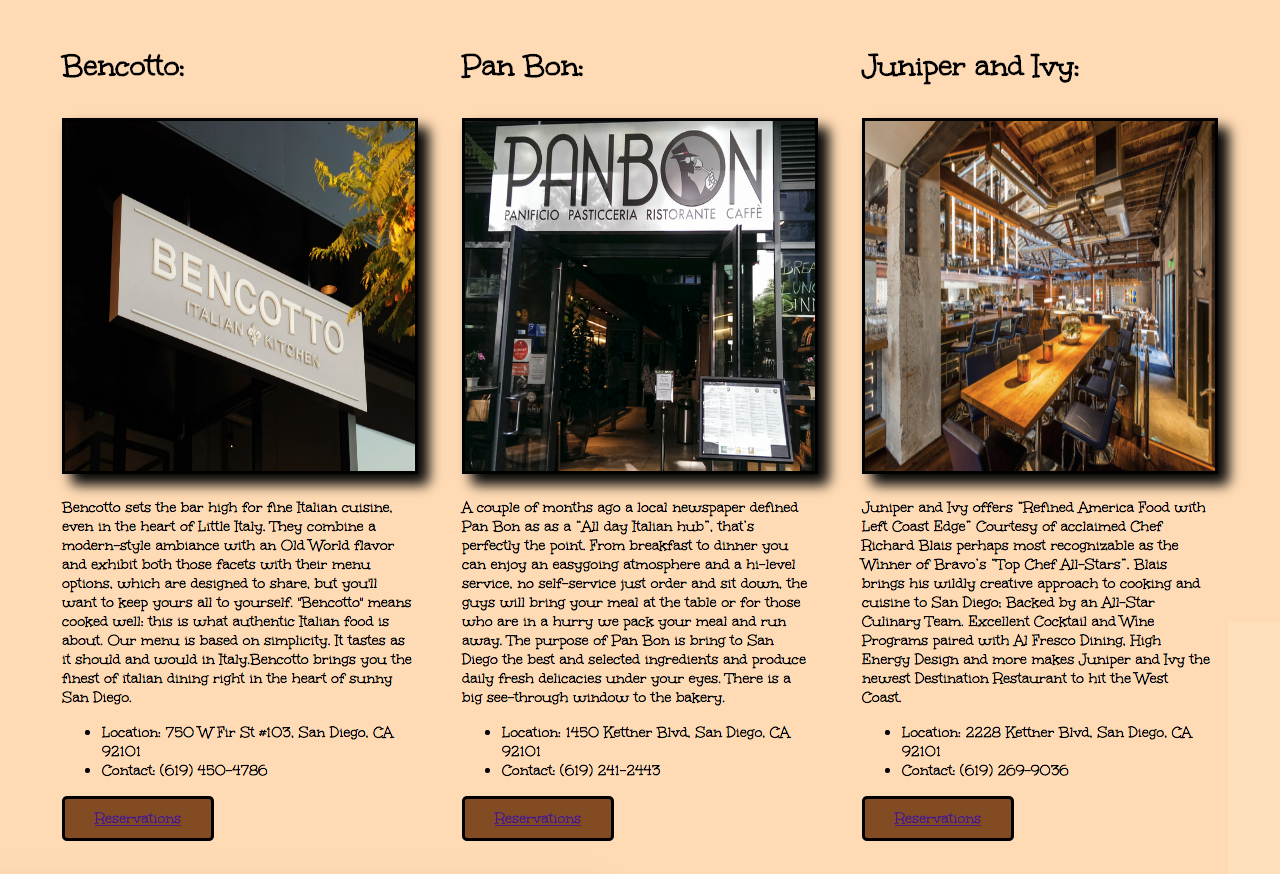 Bencotto:
BENCOTTO
ITALIAN KITCHEN
Bencotto sets the bar high for fine Italian cuisine,
even in the heart of Little Italy. They combine a
modern-style ambiance with an Old World flavor
and exhibit both those facets with their menu
options, which are designed to share, but you'll
want to keep yours all to yourself. "Bencotto" means
cooked well; this is what authentic Italian food is
about. Our menu is based on simplicity. It tastes as
it should and would in Italy.Bencotto brings you the
finest of italian dining right in the heart of sunny
San Diego.
• Location: 750 W Fir St #103, San Diego, CA
92101
• Contact: (619) 450-4786
Reservations
Pan Bon:
PANBON
PANIFICIO PASTICCERIA RISTORANTE CAFFÈ
A couple of months ago a local newspaper defined
Pan Bon as as a “All day Italian hub”, that’s
perfectly the point. From breakfast to dinner you
can enjoy an easygoing atmosphere and a hi-level
service, no self-service just order and sit down, the
guys will bring your meal at the table or for those
who are in a hurry we pack your meal and run
away. The purpose of Pan Bon is bring to San
Diego the best and selected ingredients and produce
daily fresh delicacies under your eyes. There is a
big see-through window to the bakery.
• Location: 1450 Kettner Blvd, San Diego, CA
92101
• Contact: (619) 241-2443
Reservations
Juniper and Ivy:
Juniper and Ivy offers “Refined America Food with
Left Coast Edge” Courtesy of acclaimed Chef
Richard Blais perhaps most recognizable as the
Winner of Bravo’s “Top Chef All-Stars”. Blais
brings his wildly creative approach to cooking and
cuisine to San Diego; Backed by an All-Star
Culinary Team. Excellent Cocktail and Wine
Programs paired with Al Fresco Dining, High
Energy Design and more makes Juniper and Ivy the
newest Destination Restaurant to hit the West
Coast.
• Location: 2228 Kettner Blvd, San Diego, CA
92101
• Contact: (619) 269-9036
Reservations